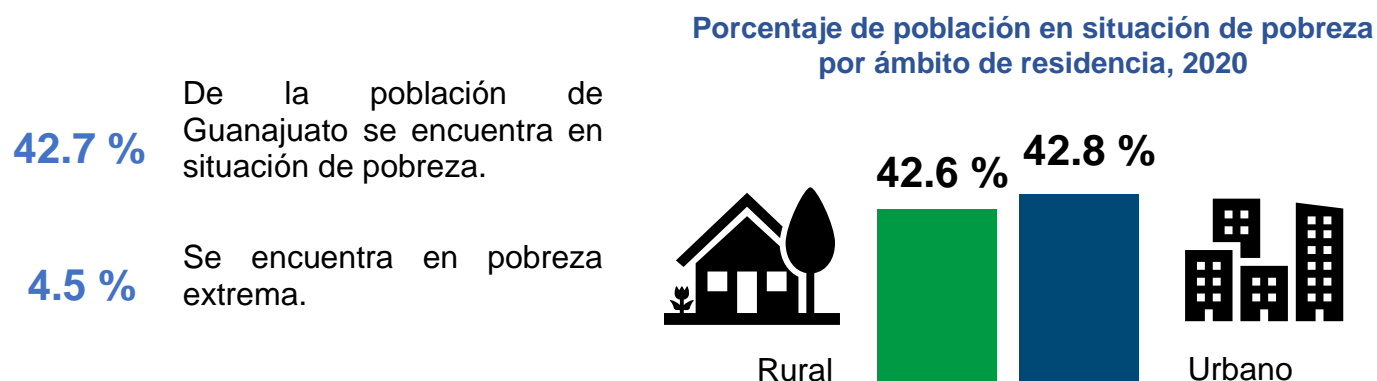 42.7 %
De la población de
Guanajuato se encuentra en
situación de pobreza.
4.5 %
Se encuentra en pobreza
extrema.
Porcentaje de población en situación de pobreza
por ámbito de residencia, 2020
42.6 %
42.8 %
Rural
Urbano